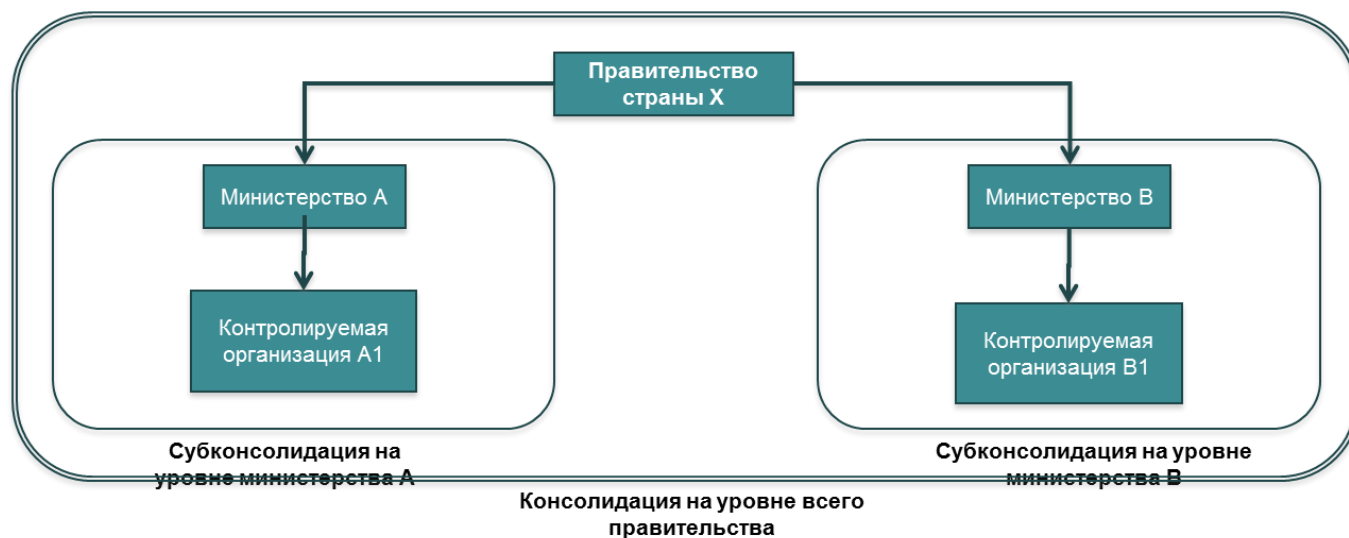 Правительство
страны X
Министерство А
Министерство В
Контролируемая
организация А1
Контролируемая
организация В1
Субконсолидация на
уровне министерства А
Субконсолидация на уровне
министерства В
Консолидация на уровне всего
правительства